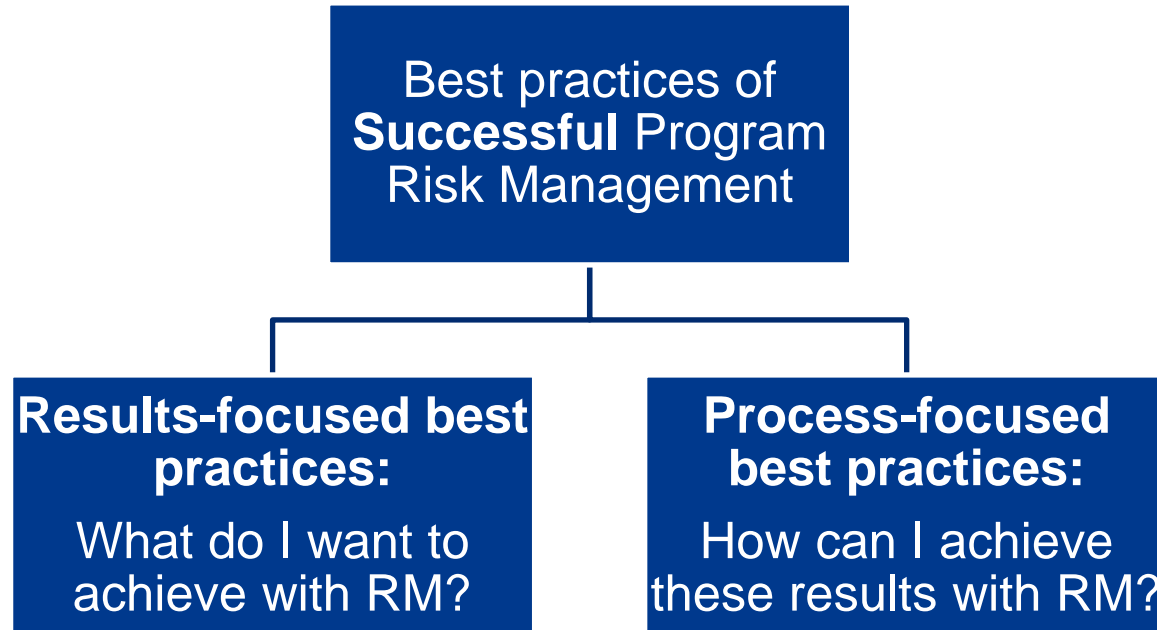 Best practices of
Successful Program
Risk Management
Results-focused best
practices:
What do I want to
achieve with RM?
Process-focused
best practices:
How can I achieve
these results with RM?